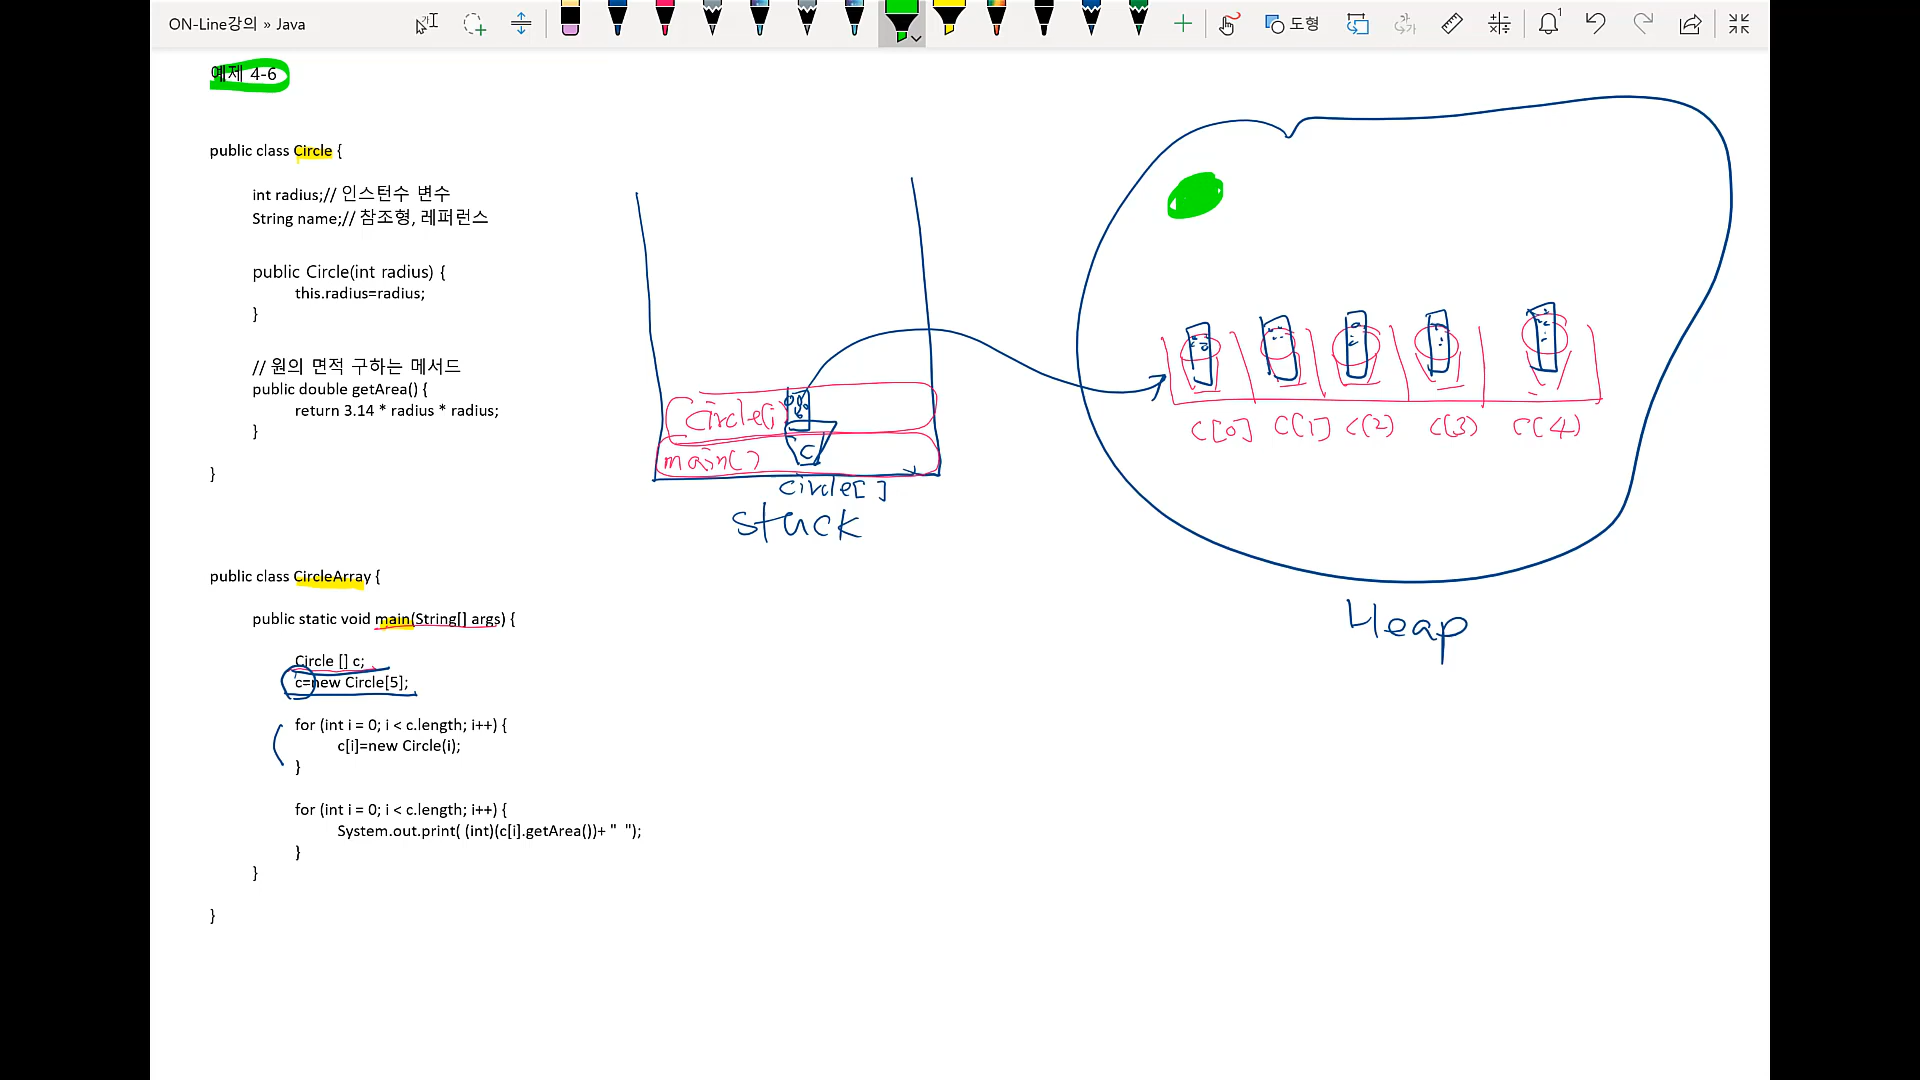 ON-Line강의 » Java
도형
예제 4-6
public class Circle {
int radius;// 인스턴수 변수
String name;// 참조형, 레퍼런스
public Circle(int radius) {
this.radius=radius;
}
// 원의 면적 구하는 메서드
public double getArea() {
return 3.14 * radius * radius;
}
}
public class CircleArray {
public static void main(String[] args) {
Circle [] c;
c=new Circle[5];
for (int i = 0; i < c.length; i++) {
c[i]=new Circle(i);
}
for (int i = 0; i < c.length; i++) {
System.out.print( (int)(c[i].getArea())+ "  ");
}
}
}
Circle(i)
main()
C
circle[ ]
stack
C[0] C[1] C[2] C[3] C[4]
Heap